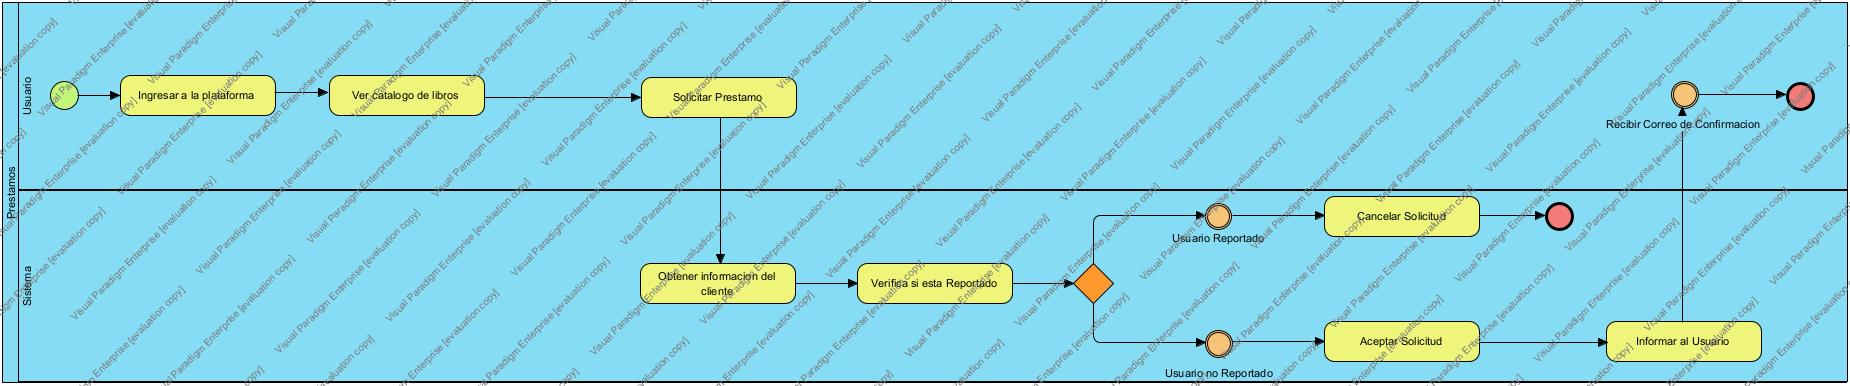 Prestamos
Usuario
Ingresar a la plataforma
Ver catalogo de libros
Solicitar Prestamo
Recibir Correo de Confirmacion
Sistema
Obtener informacion del
cliente
Verifica si esta Reportado
Usuario Reportado
Cancelar Solicitud
Usuario no Reportado
Aceptar Solicitud
Informar al Usuario
Visual Paradigm Enterprise [evaluation copy]